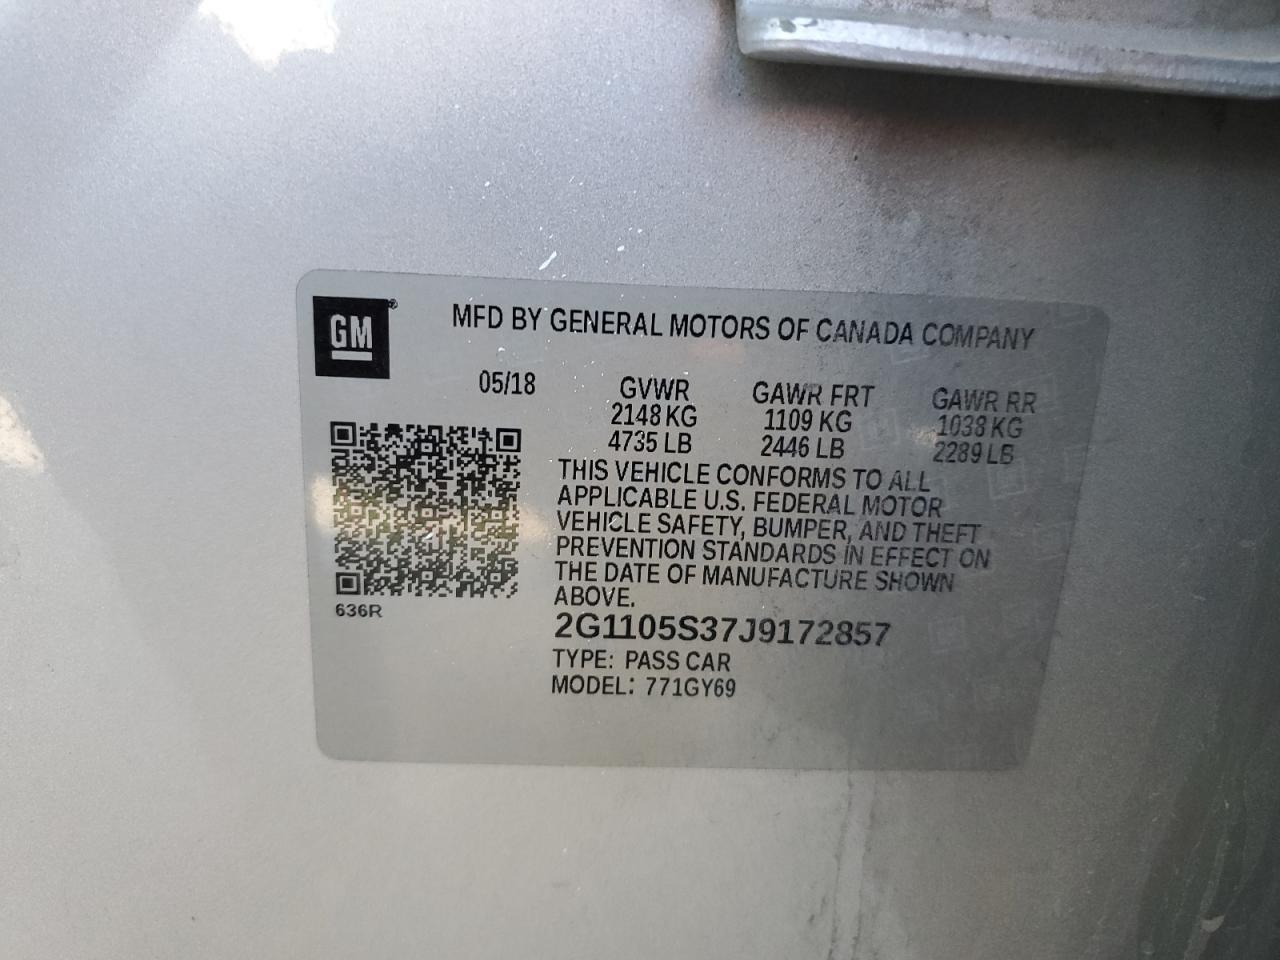 GM®
MFD BY GENERAL MOTORS OF CANADA COMPANY
05/18 GVWR GAWR FRT GAWR RR
2148 KG 1109 KG 1038 KG
4735 LB 2446 LB 2289 LB
THIS VEHICLE CONFORMS TO ALL
APPLICABLE U.S. FEDERAL MOTOR
VEHICLE SAFETY, BUMPER, AND THEFT
PREVENTION STANDARDS IN EFFECT ON
THE DATE OF MANUFACTURE SHOWN
ABOVE.
636R
2G1105S37J9172857
TYPE: PASS CAR
MODEL: 771GY69